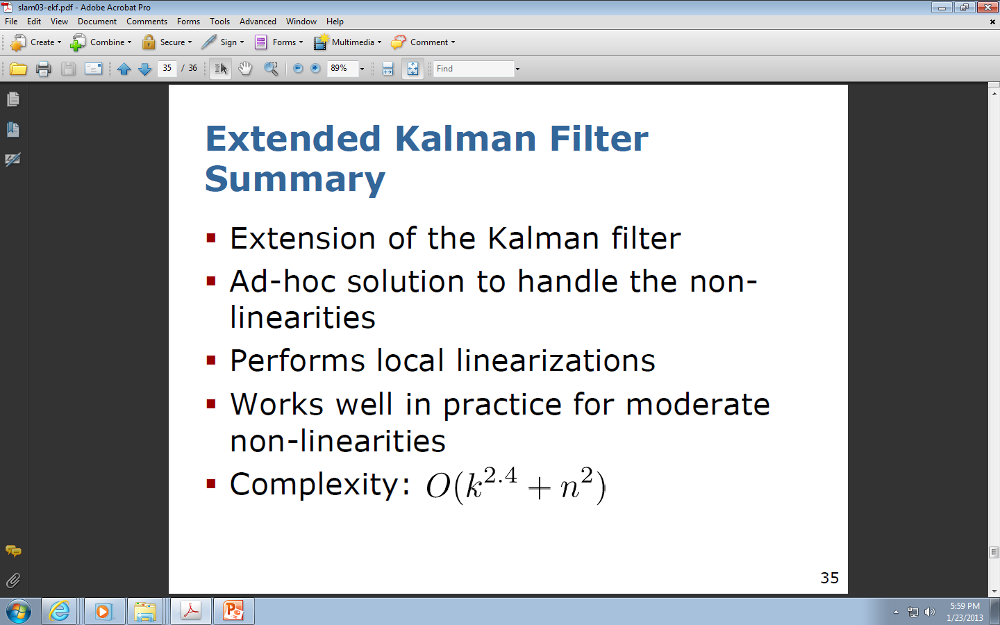 slam03-ekf.pdf - Adobe Acrobat Pro
File Edit View Document Comments Forms Tools Advanced Window Help
Create Combine Secure Sign Forms Multimedia Comment
35 / 36 89% Find
Extended Kalman Filter
Summary
Extension of the Kalman filter
Ad-hoc solution to handle the non-
linearities
Performs local linearizations
Works well in practice for moderate
non-linearities
Complexity: $O(k^{2.4} + n^2)$
35
5:59 PM
1/23/2013